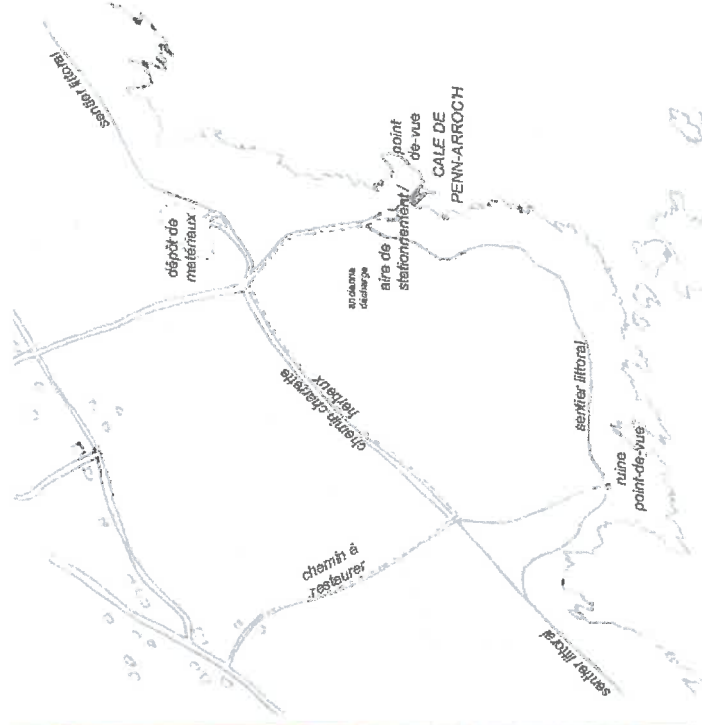 sentier littoral
dépôt de
matériaux
point
de-vue
CALE DE
PENN-ARROC'H
aire de
stationnement
ancienne
décharge
chemin charrette
herbeux
sentier littoral
ruine
point-de-vue
chemin à
restaurer
sentier littoral